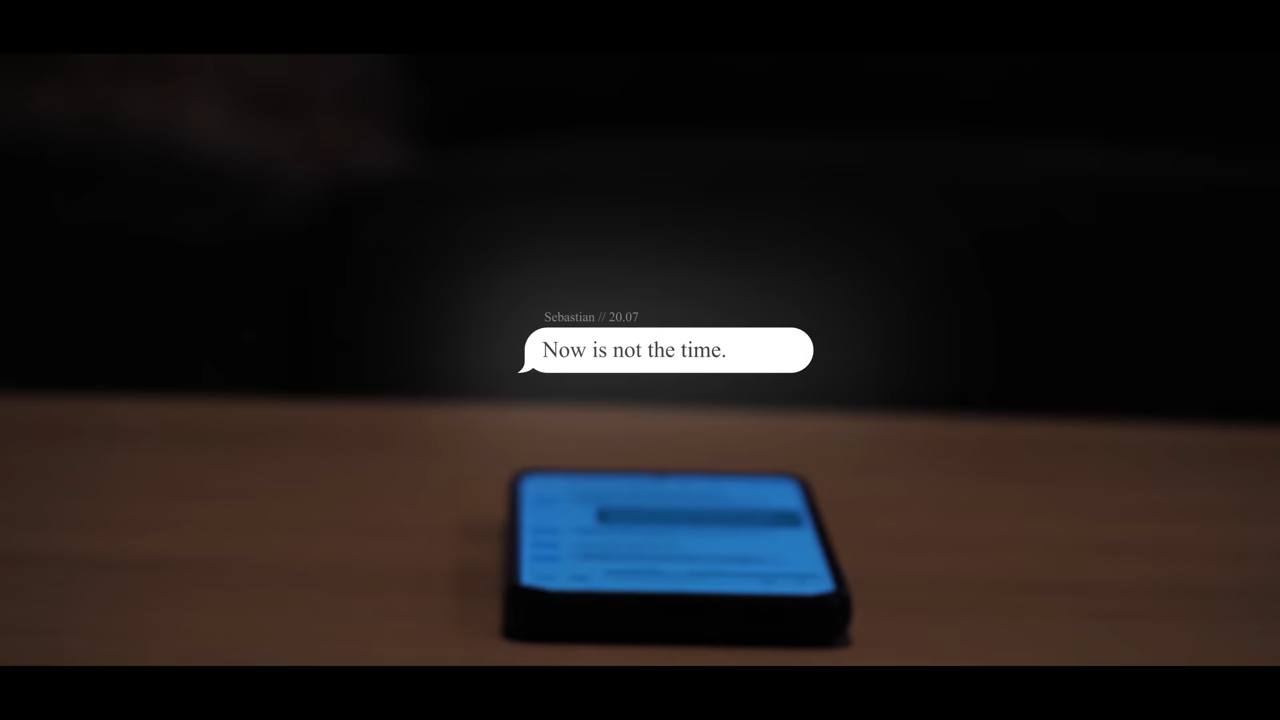 Sebastian // 20.07
Now is not the time.